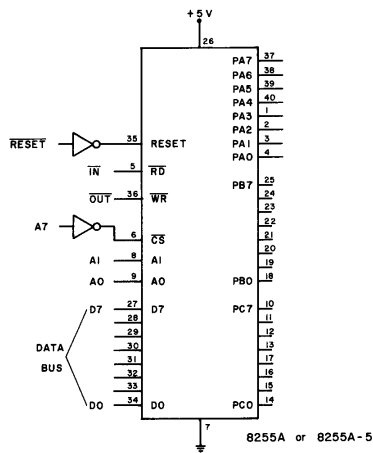 +5V
26
PA7 37
PA6 38
PA5 39
PA4 40
PA3 1
PA2 2
PA1 3
PA0 4
RESET 35 RESET
IN 5 RD
OUT 36 WR
PB7 25
24
23
22
A7 6 CS 21
20
A1 8 A1 19
A0 9 A0 PB0 18
D7 27 D7 PC7 10
28 11
29 12
DATA 30 13
BUS 31 17
32 16
33 15
D0 34 D0 PC0 14
7
8255A or 8255A-5